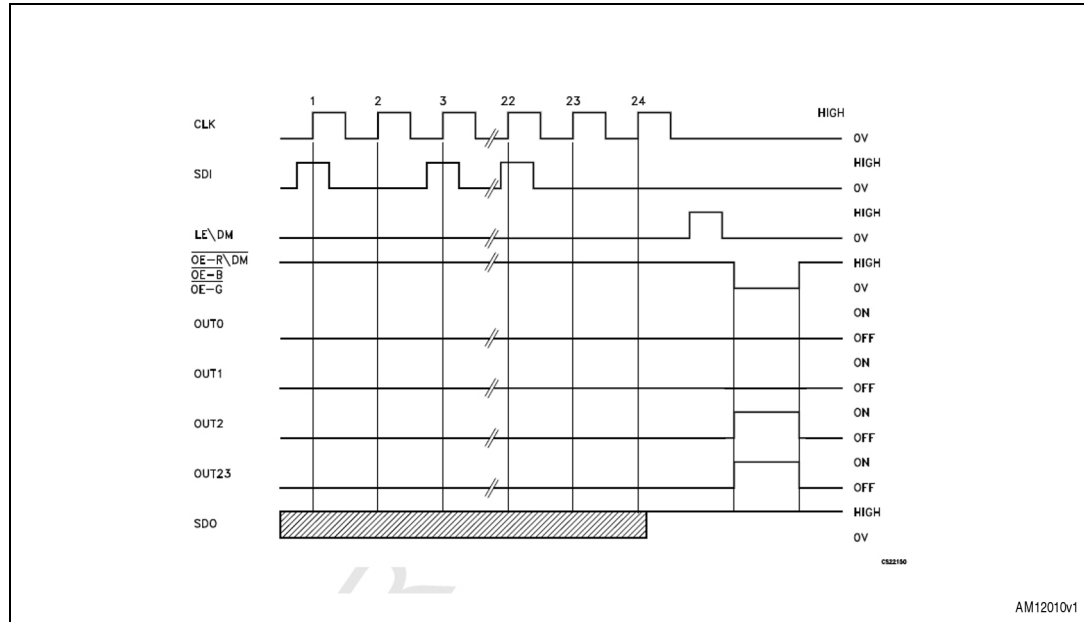 1 2 3 22 23 24
CLK HIGH
0V
SDI HIGH
0V
LE\DM HIGH
0V
OE-R\DM HIGH
OE-B
OE-G 0V
OUT0 ON
OFF
OUT1 ON
OFF
OUT2 ON
OFF
OUT23 ON
OFF
SDO HIGH
0V
CS22150
AM12010v1